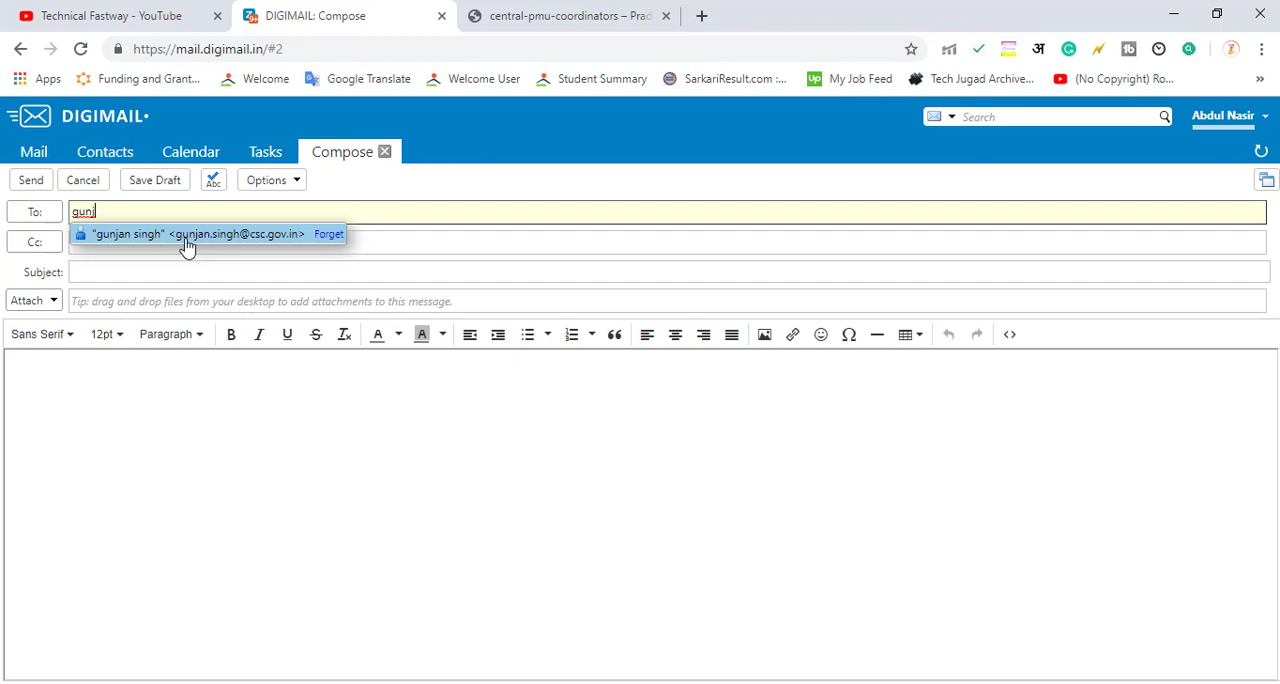 Technical Fastway - YouTube
DIGIMAIL: Compose
central-pmu-coordinators – Prad
https://mail.digimail.in/#2
Apps
Funding and Grant...
Welcome
Google Translate
Welcome User
Student Summary
SarkariResult.com :...
My Job Feed
Tech Jugad Archive...
(No Copyright) Ro...
»
DIGIMAIL
Search
Abdul Nasir
Mail
Contacts
Calendar
Tasks
Compose
Send
Cancel
Save Draft
Abc
Options
To:
gunj
"gunjan singh" <gunjan.singh@csc.gov.in>
Forget
Cc:
Subject:
Attach
Tip: drag and drop files from your desktop to add attachments to this message.
Sans Serif
12pt
Paragraph
B
I
U
S
A
A
Ω